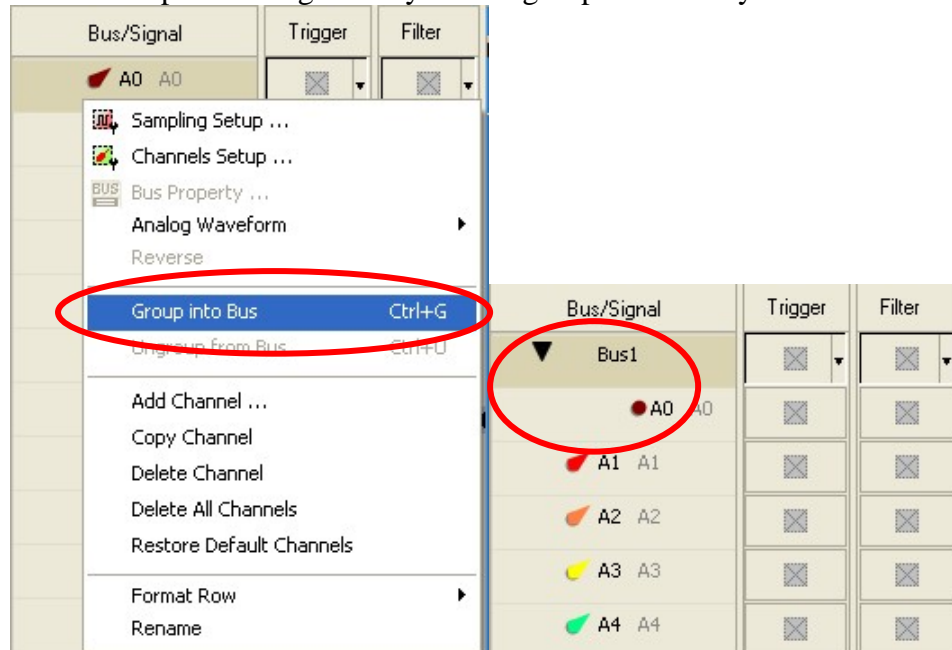 Bus/Signal Trigger Filter
A0 A0
Sampling Setup ...
Channels Setup ...
BUS Bus Property ...
Analog Waveform
Reverse
Group into Bus Ctrl+G
Ungroup from Bus Ctrl+U
Add Channel ...
Copy Channel
Delete Channel
Delete All Channels
Restore Default Channels
Format Row
Rename
Bus/Signal Trigger Filter
Bus1
A0 A0
A1 A1
A2 A2
A3 A3
A4 A4